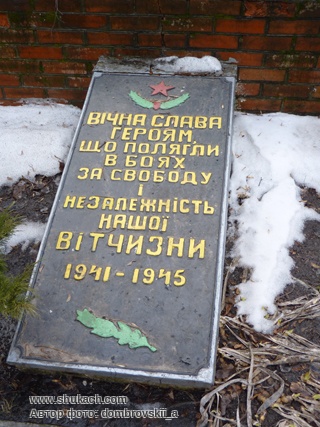 ВІЧНА СЛАВА
ГЕРОЯМ,
ЩО ПОЛЯГЛИ
В БОЯХ
ЗА СВОБОДУ
І
НЕЗАЛЕЖНІСТЬ
НАШОЇ
ВІТЧИЗНИ
1941-1945
www.shukach.com
Автор фото: dombrovskii_a